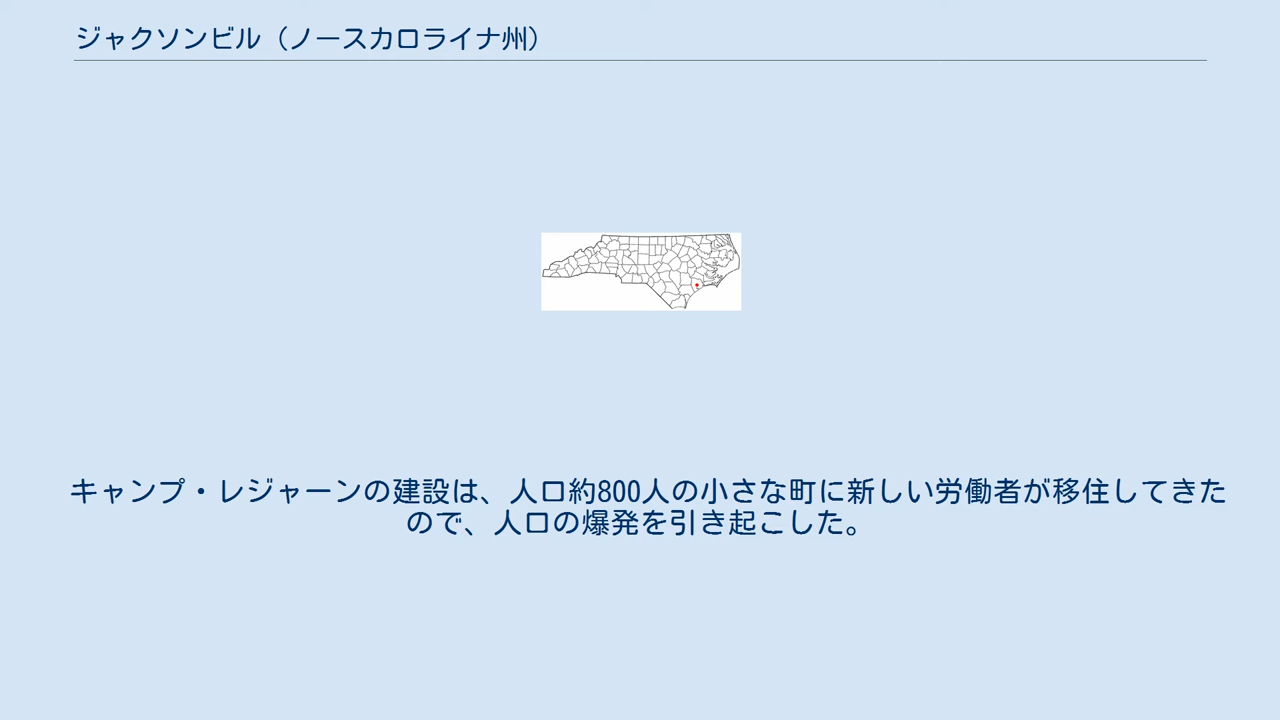 ジャクソンビル（ノースカロライナ州）
キャンプ・レジャーンの建設は、人口約800人の小さな町に新しい労働者が移住してきた
ので、人口の爆発を引き起こした。